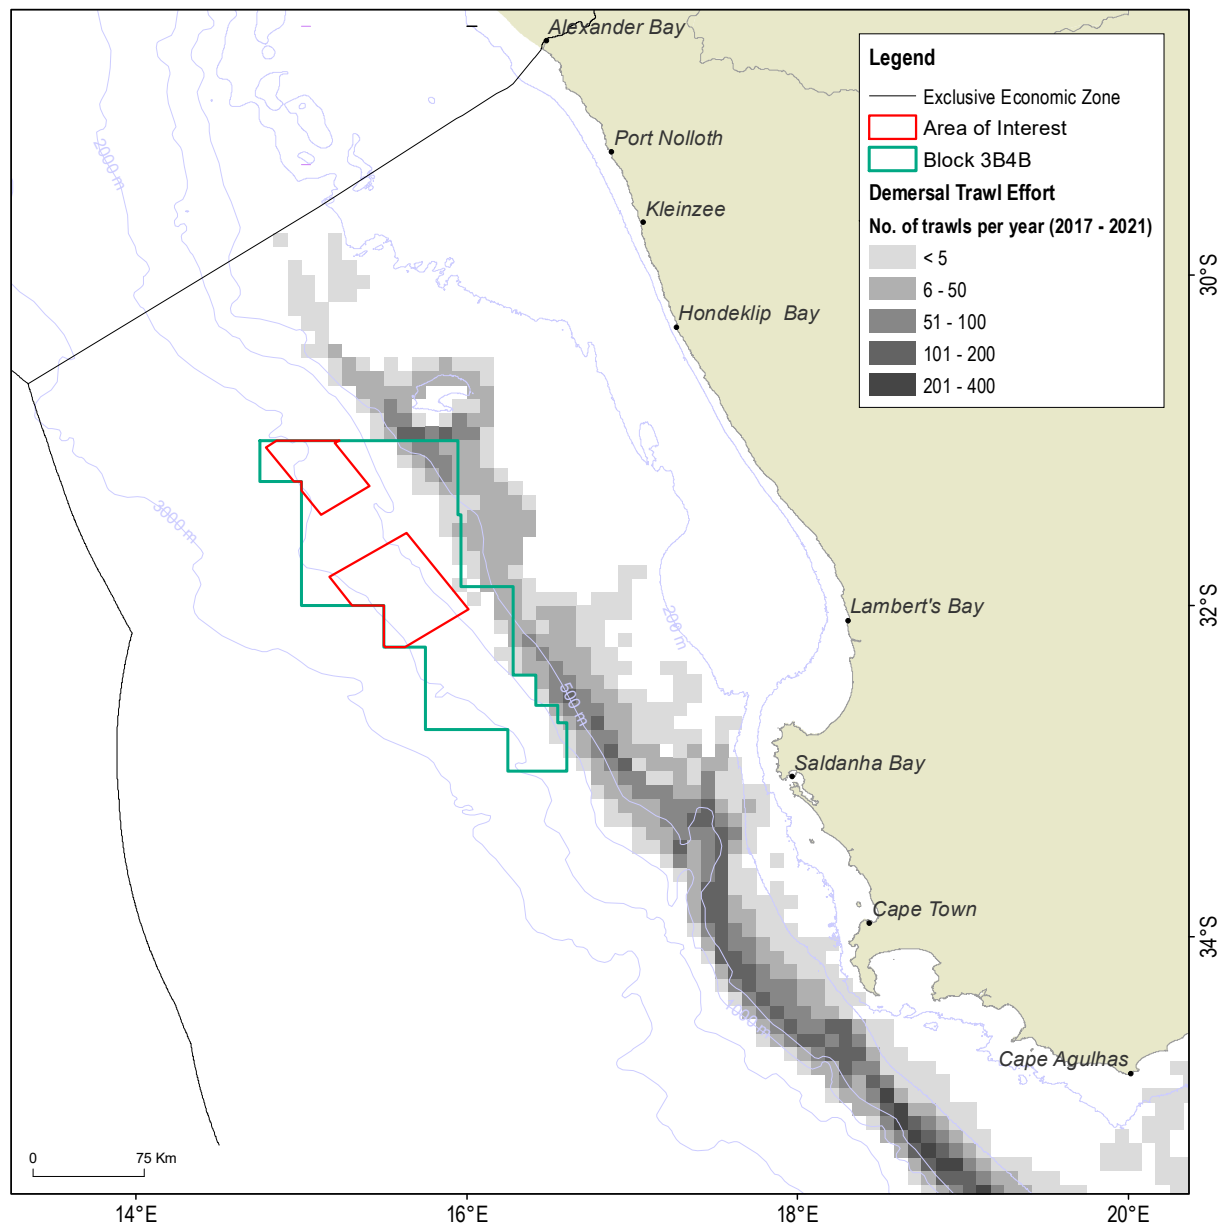 Alexander Bay
Legend
Exclusive Economic Zone
Area of Interest
Block 3B4B
Demersal Trawl Effort
No. of trawls per year (2017 - 2021)
< 5
6 - 50
51 - 100
101 - 200
201 - 400
Port Nolloth
2000 m
Kleinzee
30°S
Hondeklip Bay
3000 m
Lambert's Bay
32°S
200 m
500 m
Saldanha Bay
Cape Town
34°S
1000 m
Cape Agulhas
0 75 Km
14°E 16°E 18°E 20°E